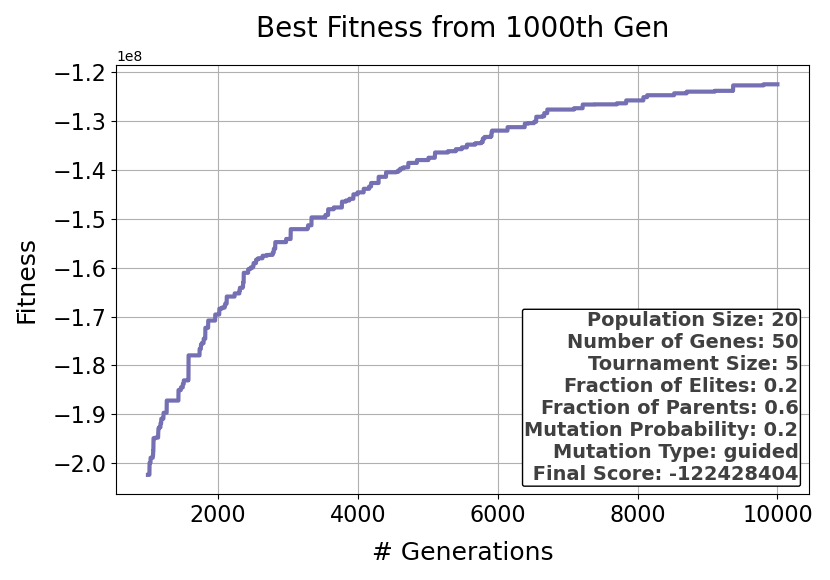 Best Fitness from 1000th Gen
1e8
−1.2
−1.3
−1.4
−1.5
−1.6
−1.7
−1.8
−1.9
−2.0
Fitness
Population Size: 20
Number of Genes: 50
Tournament Size: 5
Fraction of Elites: 0.2
Fraction of Parents: 0.6
Mutation Probability: 0.2
Mutation Type: guided
Final Score: -122428404
2000 4000 6000 8000 10000
# Generations